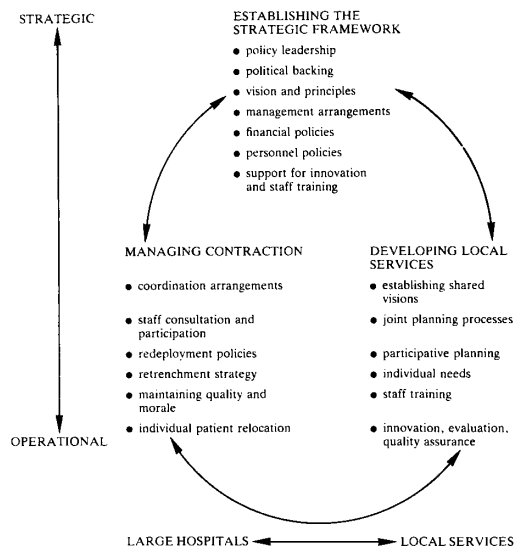 STRATEGIC
ESTABLISHING THE
STRATEGIC FRAMEWORK
• policy leadership
• political backing
• vision and principles
• management arrangements
• financial policies
• personnel policies
• support for innovation
and staff training
MANAGING CONTRACTION
• coordination arrangements
• staff consultation and
participation
• redeployment policies
• retrenchment strategy
• maintaining quality and
morale
• individual patient relocation
DEVELOPING LOCAL
SERVICES
• establishing shared
visions
• joint planning processes
• participative planning
• individual needs
• staff training
• innovation, evaluation,
quality assurance
OPERATIONAL
LARGE HOSPITALS
LOCAL SERVICES